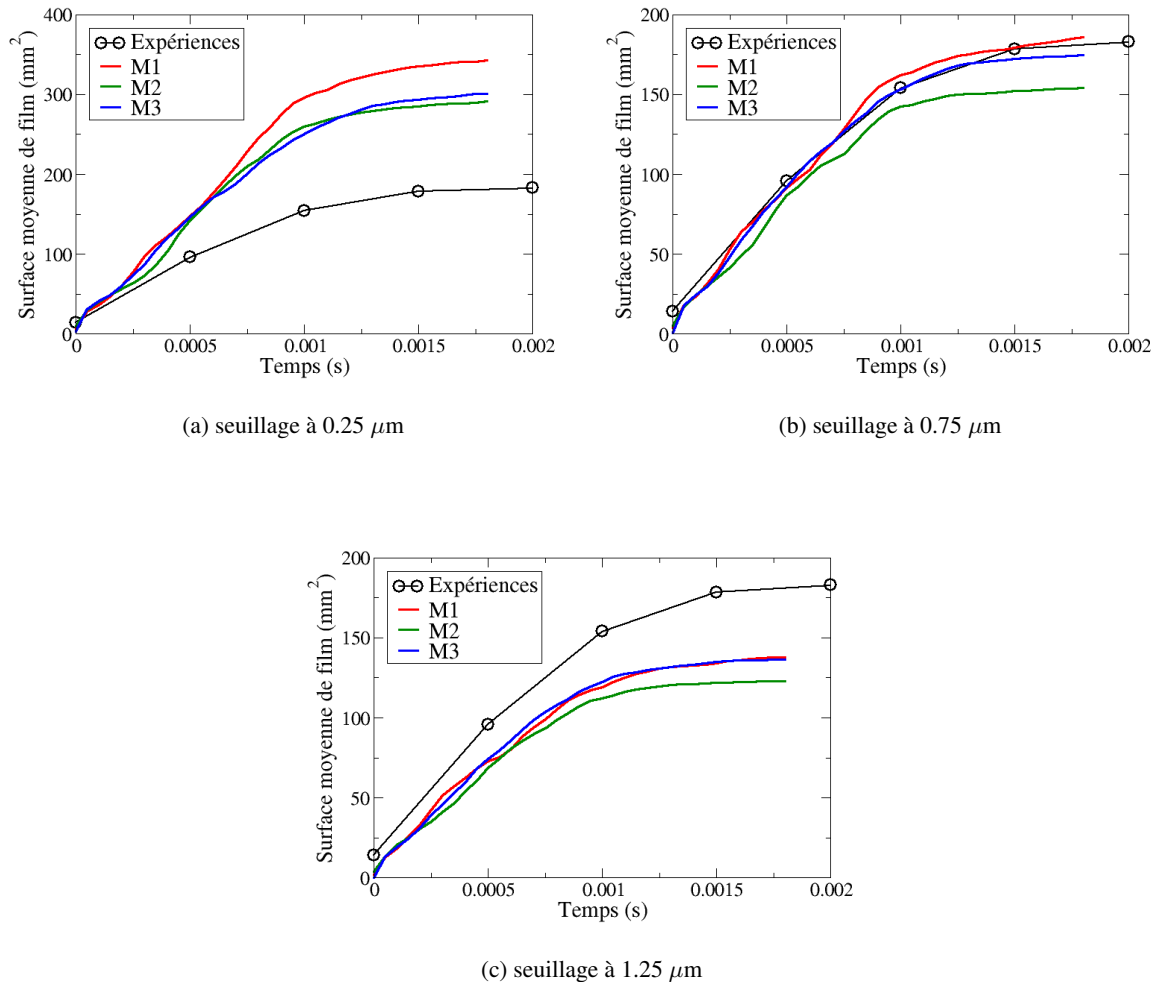 Surface moyenne de film (mm²)
400
300
200
100
0
Expériences
M1
M2
M3
0
0.0005
0.001
0.0015
0.002
Temps (s)
(a) seuillage à 0.25 μm
Surface moyenne de film (mm²)
200
150
100
50
0
Expériences
M1
M2
M3
0
0.0005
0.001
0.0015
0.002
Temps (s)
(b) seuillage à 0.75 μm
Surface moyenne de film (mm²)
200
150
100
50
0
Expériences
M1
M2
M3
0
0.0005
0.001
0.0015
0.002
Temps (s)
(c) seuillage à 1.25 μm